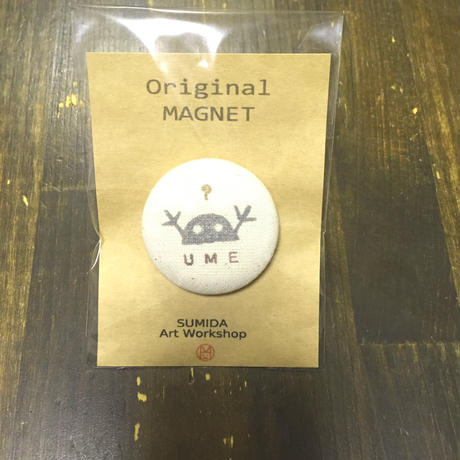 Original
MAGNET
?
UME
SUMIDA
Art Workshop